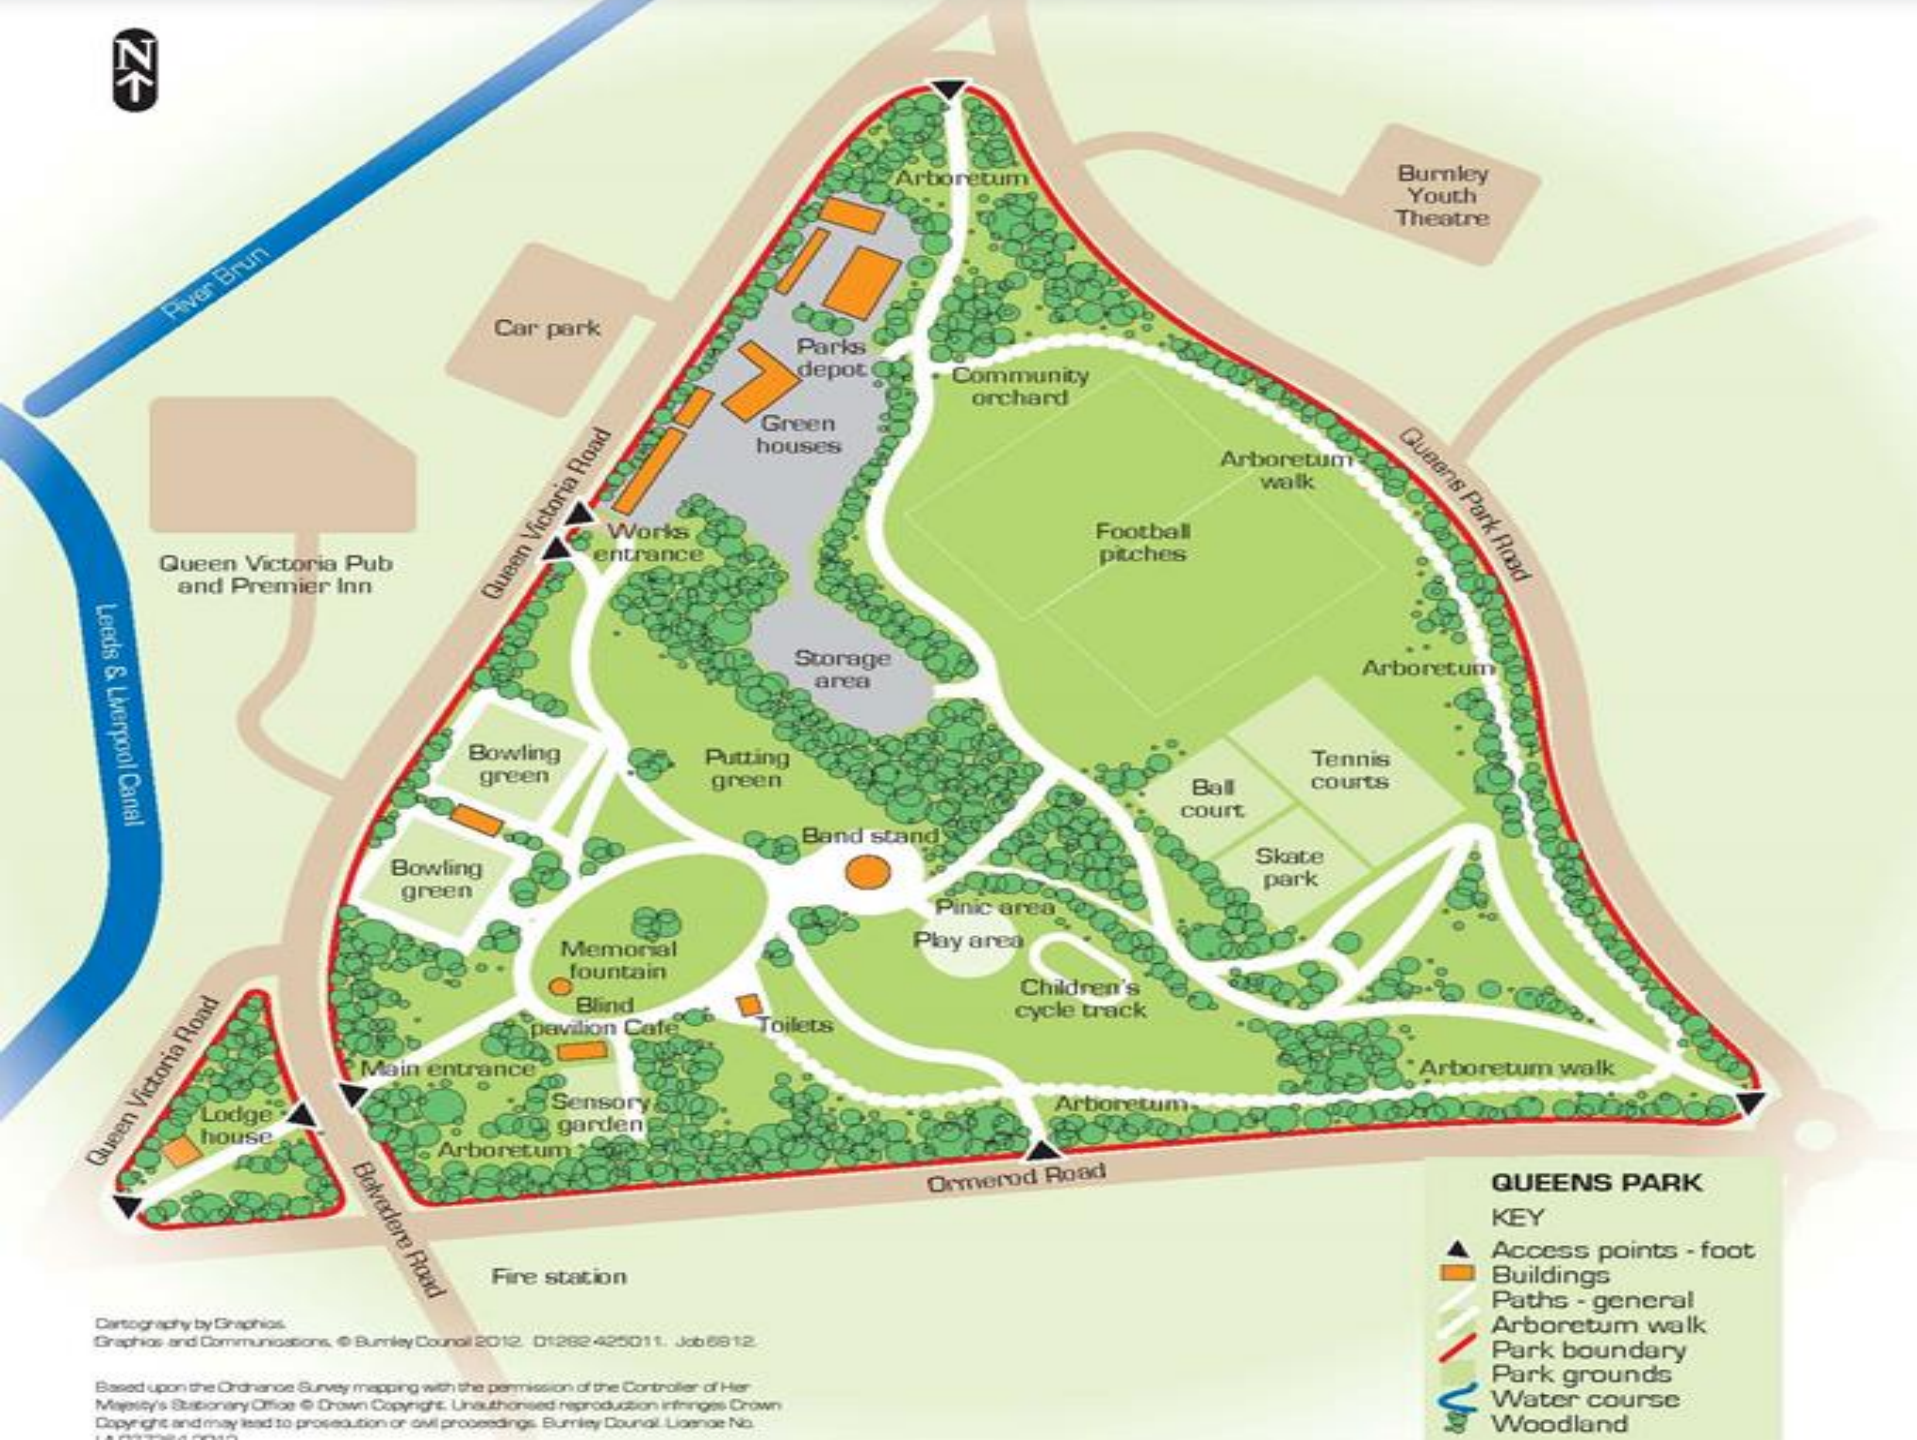 N
River Brun
Arboretum
Burnley
Youth
Theatre
Car park
Parks
depot
Community
orchard
Green
houses
Queen Victoria Road
Arboretum
walk
Queens Park Road
Works
entrance
Football
pitches
Queen Victoria Pub
and Premier Inn
Leeds & Liverpool Canal
Storage
area
Arboretum
Bowling
green
Putting
green
Ball
court
Tennis
courts
Band stand
Bowling
green
Skate
park
Pinic area
Play area
Memorial
fountain
Children's
cycle track
Blind
pavilion Cafe
Toilets
Queen Victoria Road
Main entrance
Arboretum walk
Lodge
house
Sensory
garden
Arboretum
Arboretum
Ormerod Road
Belvedere Road
Fire station
QUEENS PARK
KEY
Access points - foot
Buildings
Paths - general
Arboretum walk
Park boundary
Park grounds
Water course
Woodland
Cartography by Graphics.
Graphics and Communications, © Burnley Council 2012. 01282 425011. Job 6812.
Based upon the Ordnance Survey mapping with the permission of the Controller of Her
Majesty's Stationary Office © Crown Copyright. Unauthorised reproduction infringes Crown
Copyright and may lead to prosecution or civil proceedings. Burnley Council. License No.